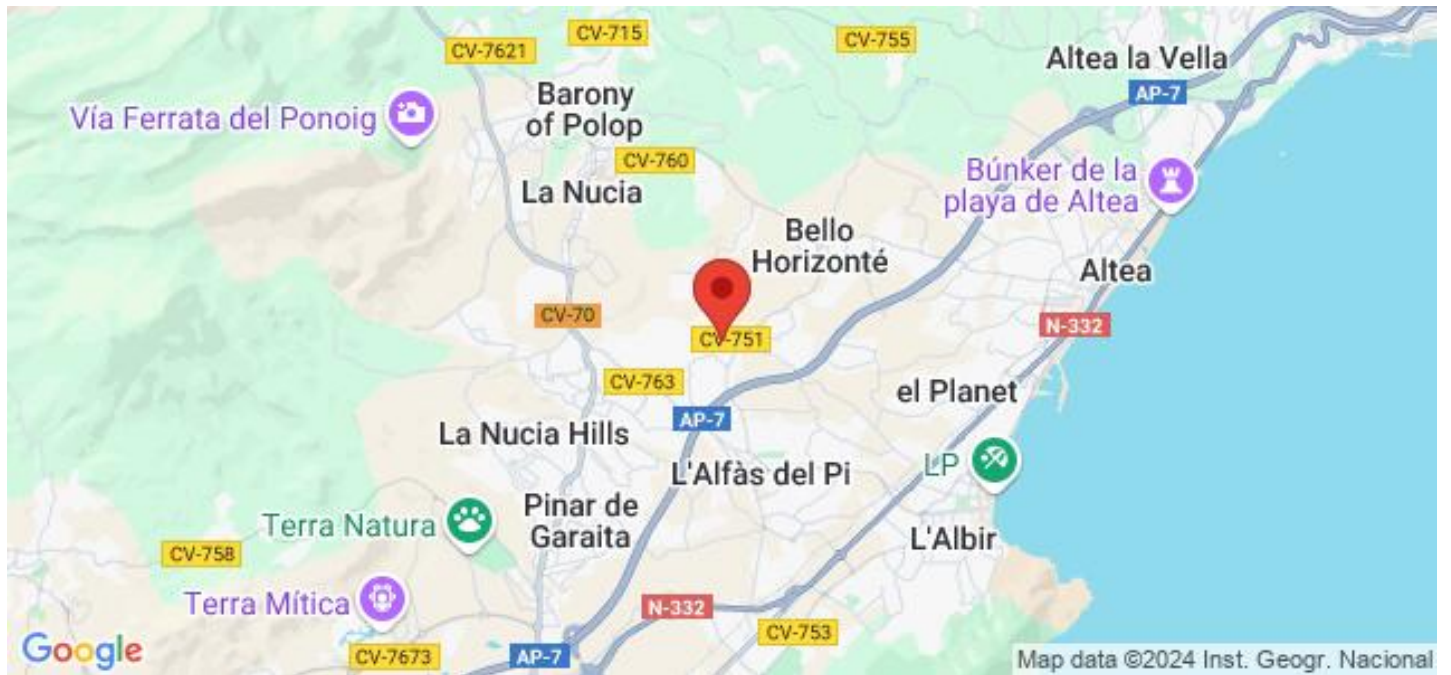 CV-715
CV-755
CV-7621
Altea la Vella
AP-7
Vía Ferrata del Ponoig
Barony
of Polop
CV-760
Búnker de la
playa de Altea
La Nucia
Bello
Horizonté
Altea
CV-70
N-332
CV-751
CV-763
el Planet
AP-7
La Nucia Hills
L'Alfàs del Pi
LP
Pinar de
Garaita
Terra Natura
L'Albir
CV-758
Terra Mítica
N-332
CV-753
Google
CV-7673
AP-7
Map data ©2024 Inst. Geogr. Nacional